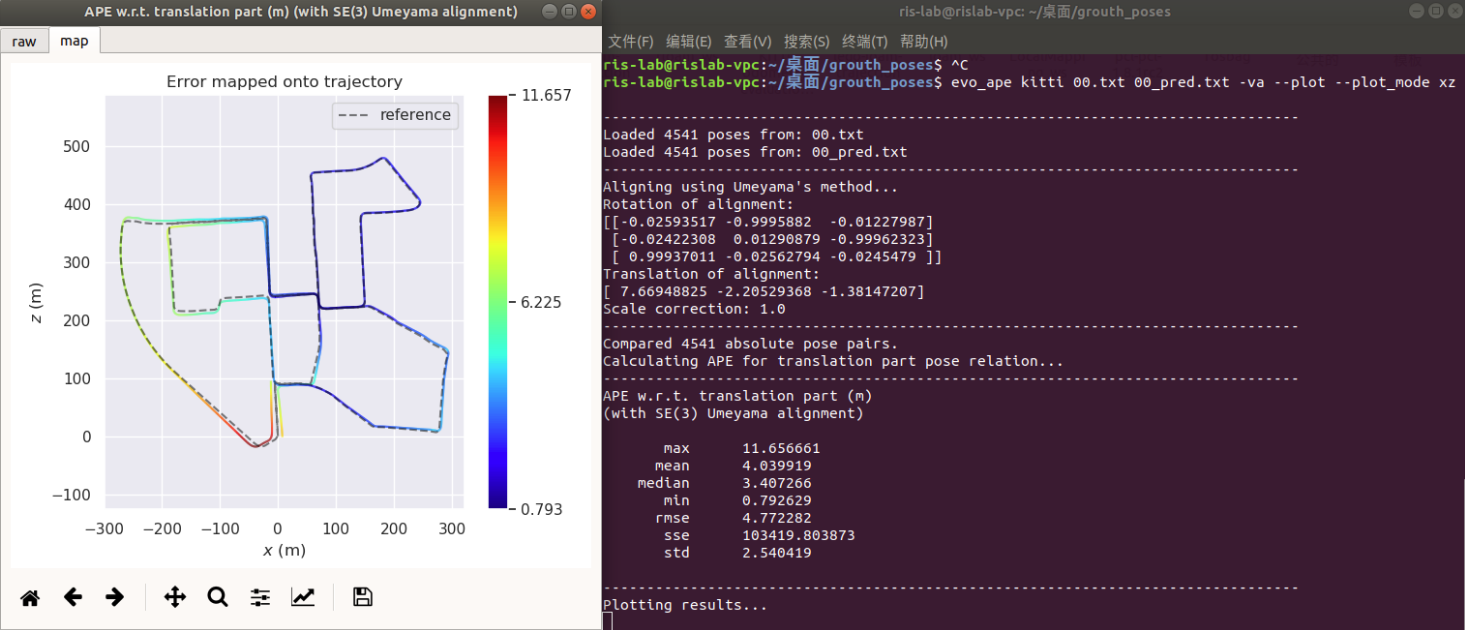 APE w.r.t. translation part (m) (with SE(3) Umeyama alignment)
raw map
Error mapped onto trajectory
reference
500
400
300
200
100
0
−100
z (m)
−300 −200 −100 0 100 200 300
x (m)
11.657
6.225
0.793
ris-lab@rislab-vpc: ~/桌面/grouth_poses
文件(F) 编辑(E) 查看(V) 搜索(S) 终端(T) 帮助(H)
ris-lab@rislab-vpc:~/桌面/grouth_poses$ ^C
ris-lab@rislab-vpc:~/桌面/grouth_poses$ evo_ape kitti 00.txt 00_pred.txt -va --plot --plot_mode xz
--------------------------------------------------------------------------------
Loaded 4541 poses from: 00.txt
Loaded 4541 poses from: 00_pred.txt
--------------------------------------------------------------------------------
Aligning using Umeyama's method...
Rotation of alignment:
[[-0.02593517 -0.9995882  -0.01227987]
[-0.02422308  0.01290879 -0.99962323]
[ 0.99937011 -0.02562794 -0.0245479 ]]
Translation of alignment:
[ 7.66948825 -2.20529368 -1.38147207]
Scale correction: 1.0
--------------------------------------------------------------------------------
Compared 4541 absolute pose pairs.
Calculating APE for translation part pose relation...
--------------------------------------------------------------------------------
APE w.r.t. translation part (m)
(with SE(3) Umeyama alignment)
max 11.656661
mean 4.039919
median 3.407266
min 0.792629
rmse 4.772282
sse 103419.803873
std 2.540419
--------------------------------------------------------------------------------
Plotting results...